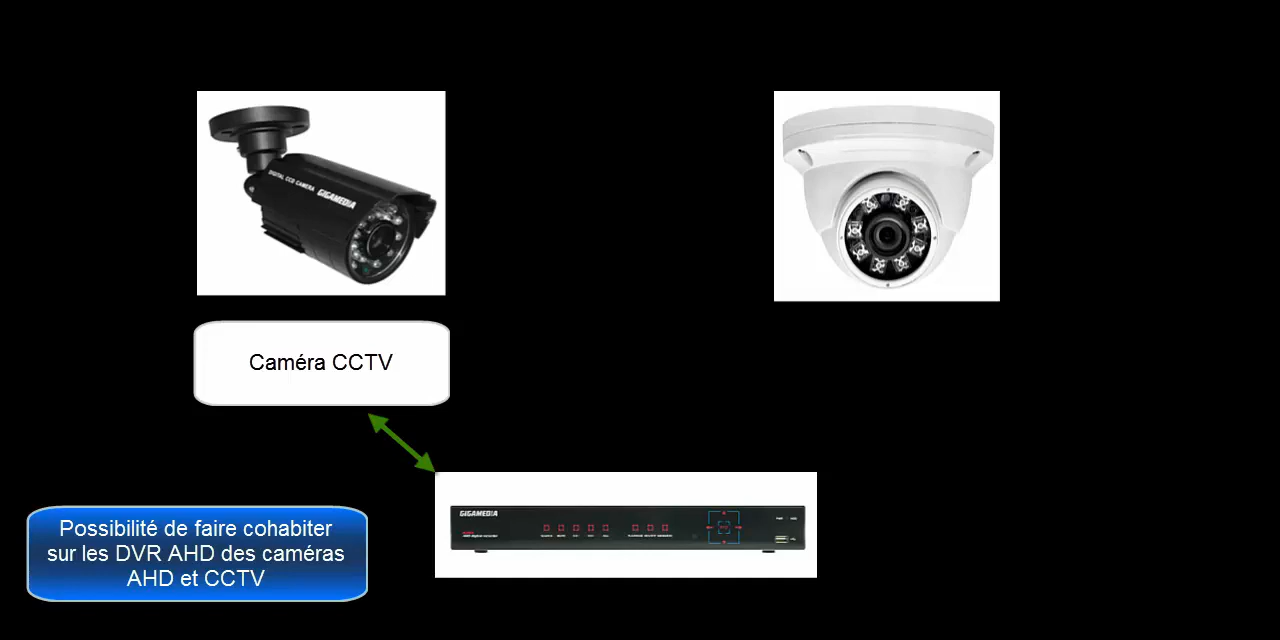 DIGITAL CCD CAMERA GIGAMEDIA
Caméra CCTV
GIGAMEDIA
Possibilité de faire cohabiter
sur les DVR AHD des caméras
AHD et CCTV